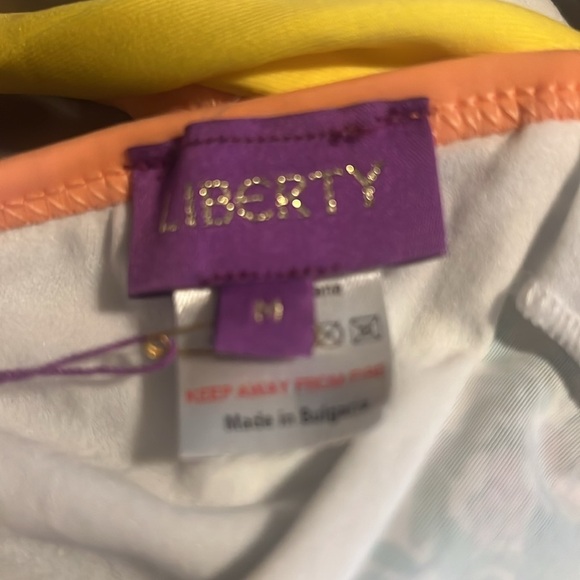 LIBERTY
M
KEEP AWAY FROM FIRE
Made in Bulgaria